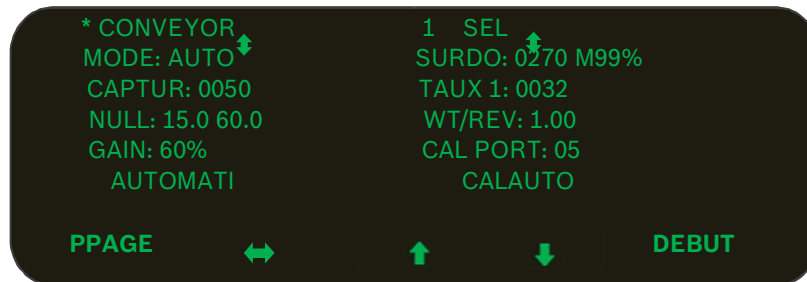 * CONVEYOR 1 SEL
MODE: AUTO SURDO: 0270 M99%
CAPTUR: 0050 TAUX 1: 0032
NULL: 15.0 60.0 WT/REV: 1.00
GAIN: 60% CAL PORT: 05
AUTOMATI CALAUTO
PPAGE DEBUT